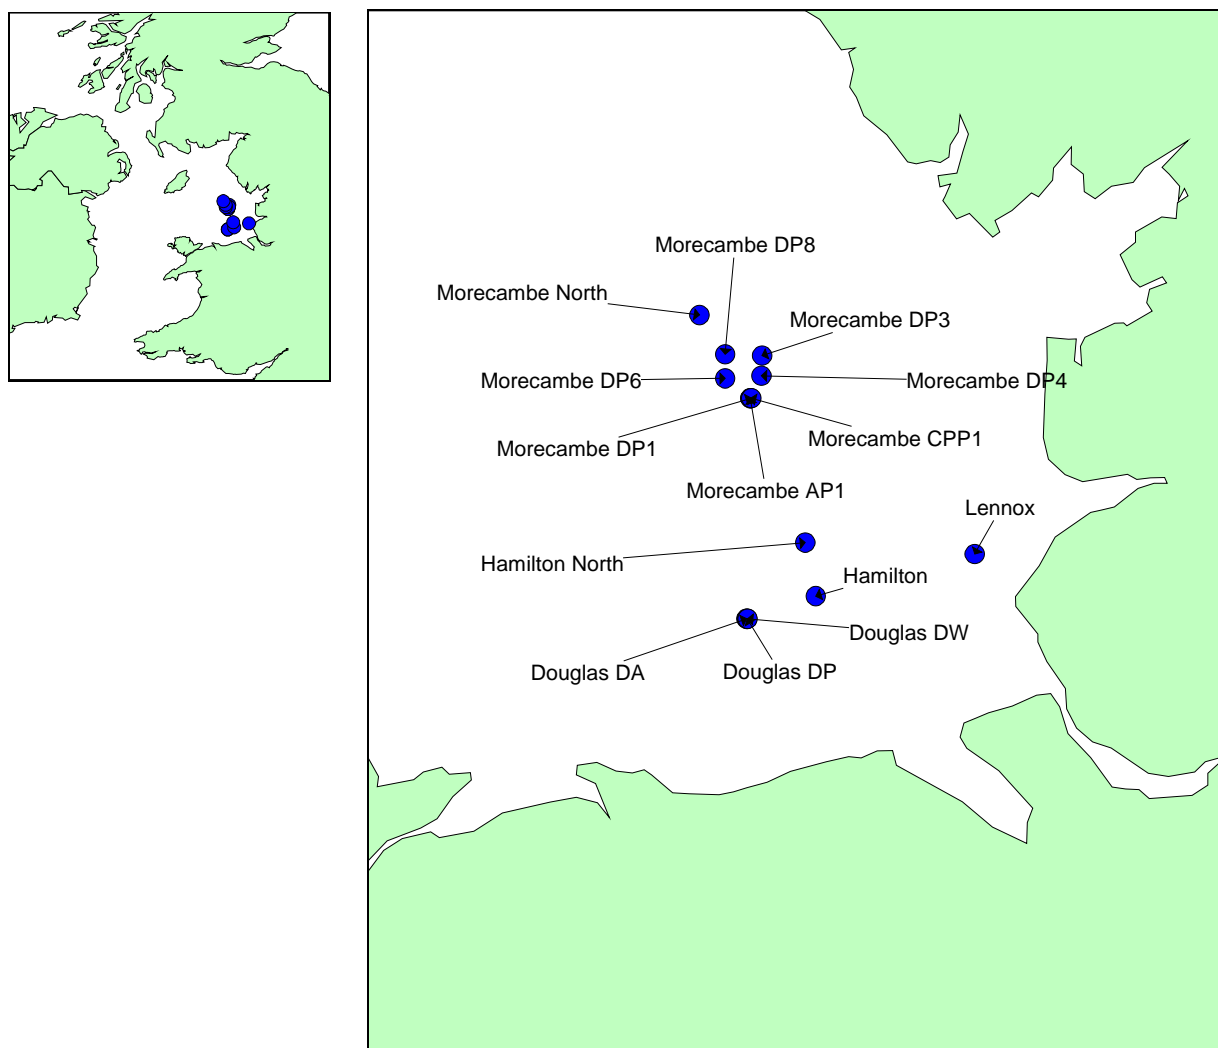 Morecambe DP8
Morecambe North
Morecambe DP3
Morecambe DP6
Morecambe DP4
Morecambe CPP1
Morecambe DP1
Morecambe AP1
Lennox
Hamilton North
Hamilton
Douglas DW
Douglas DA
Douglas DP